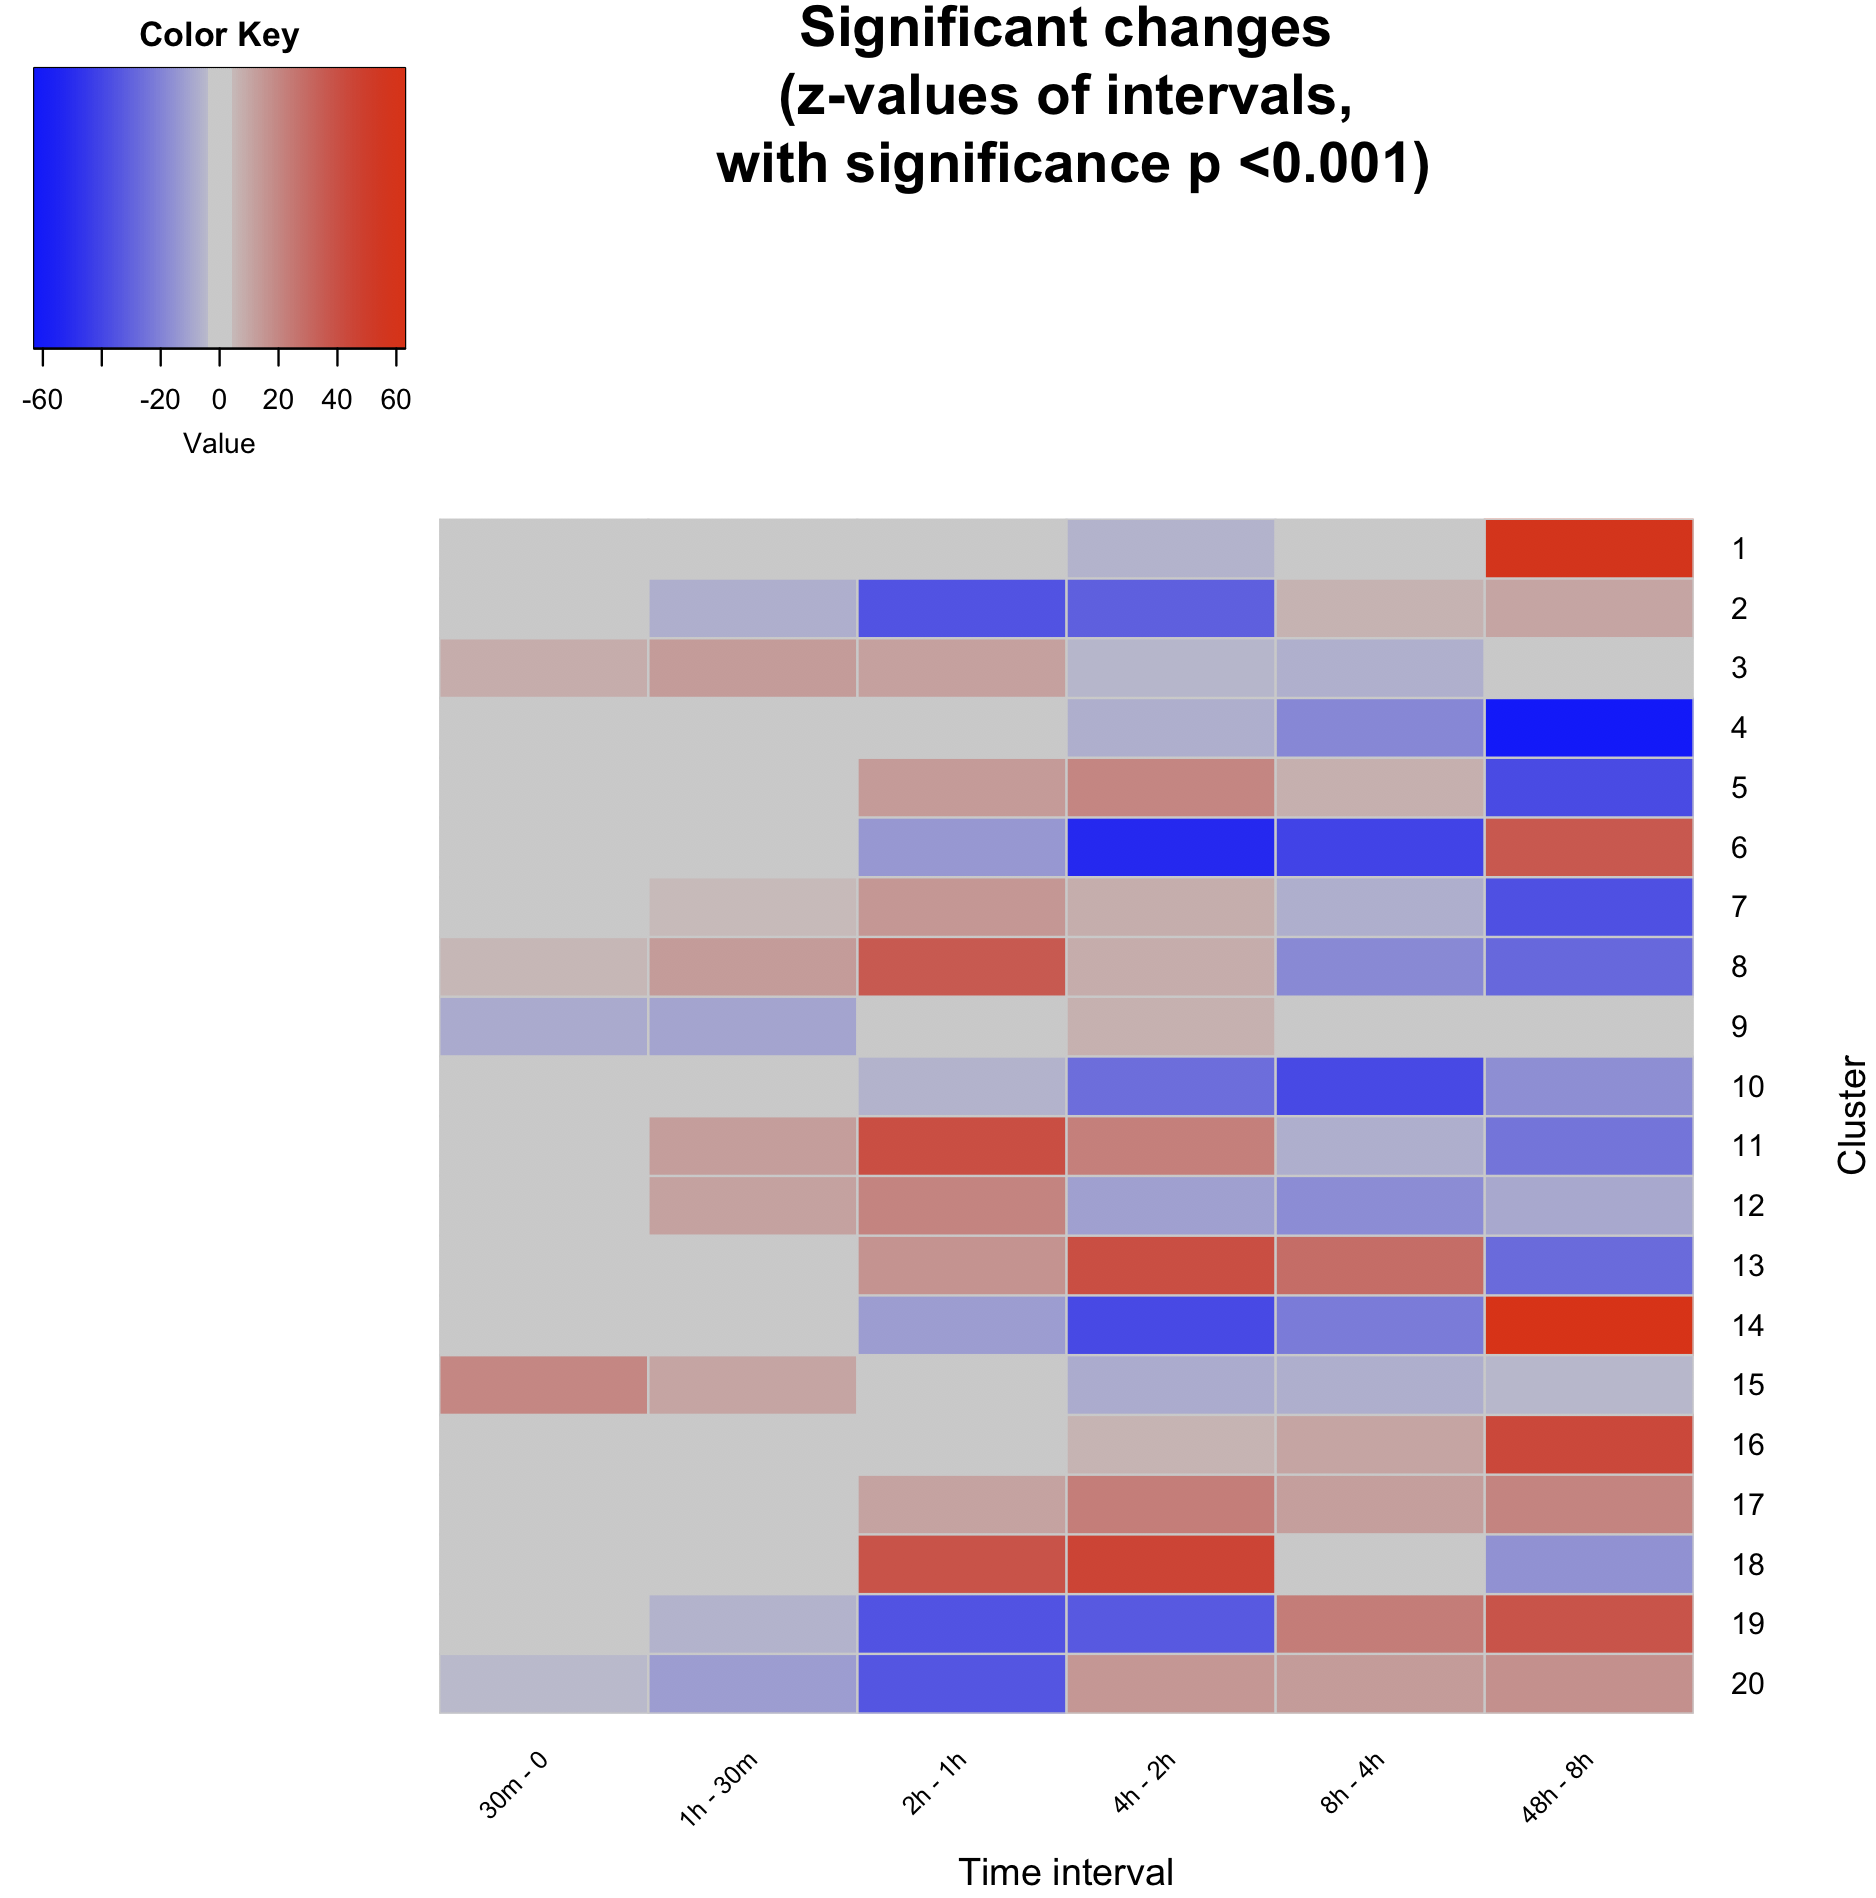 Color Key
-60 -20 0 20 40 60
Value
Significant changes
(z-values of intervals,
with significance p <0.001)
1
2
3
4
5
6
7
8
9
10
11
12
13
14
15
16
17
18
19
20
Cluster
30m - 0
1h - 30m
2h - 1h
4h - 2h
8h - 4h
48h - 8h
Time interval